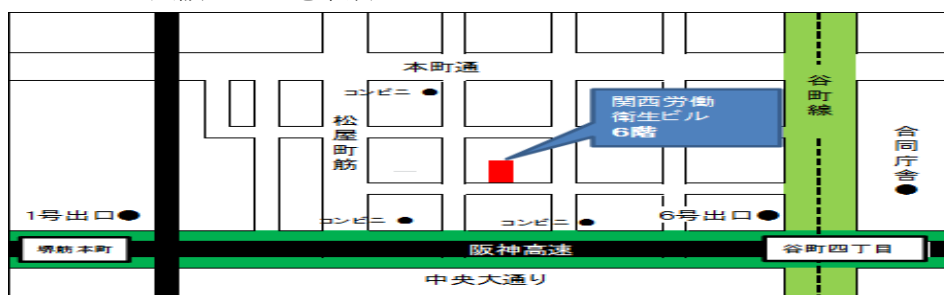 本町通
コンビニ
関西労働
衛生ビル
6階
谷町線
松屋町筋
合同庁舎
1号出口
コンビニ
コンビニ
6号出口
堺筋本町
阪神高速
谷町四丁目
中央大通り